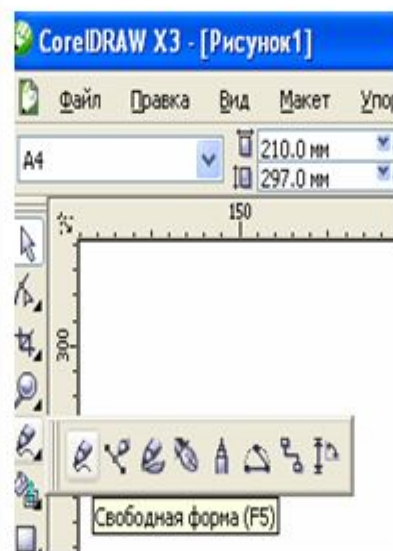 CorelDRAW X3 - [Рисунок1]
Файл Правка Вид Макет Упор
A4
210.0 мм
297.0 мм
150
300
Свободная форма (F5)